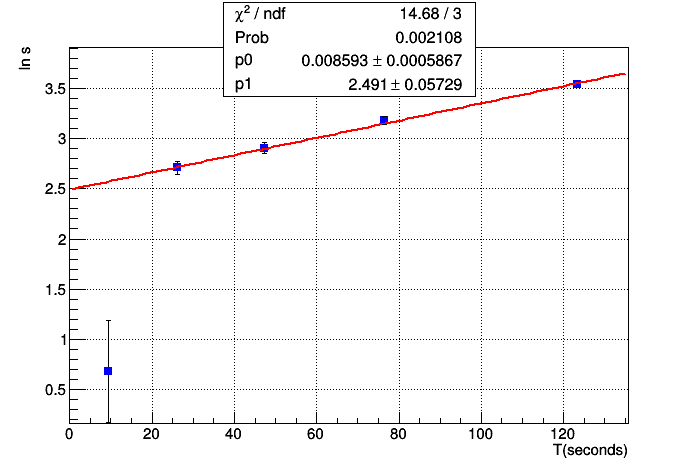 χ² / ndf 14.68 / 3
Prob 0.002108
p0 0.008593 ± 0.0005867
p1 2.491 ± 0.05729
ln s
3.5
3
2.5
2
1.5
1
0.5
0 20 40 60 80 100 120
T(seconds)